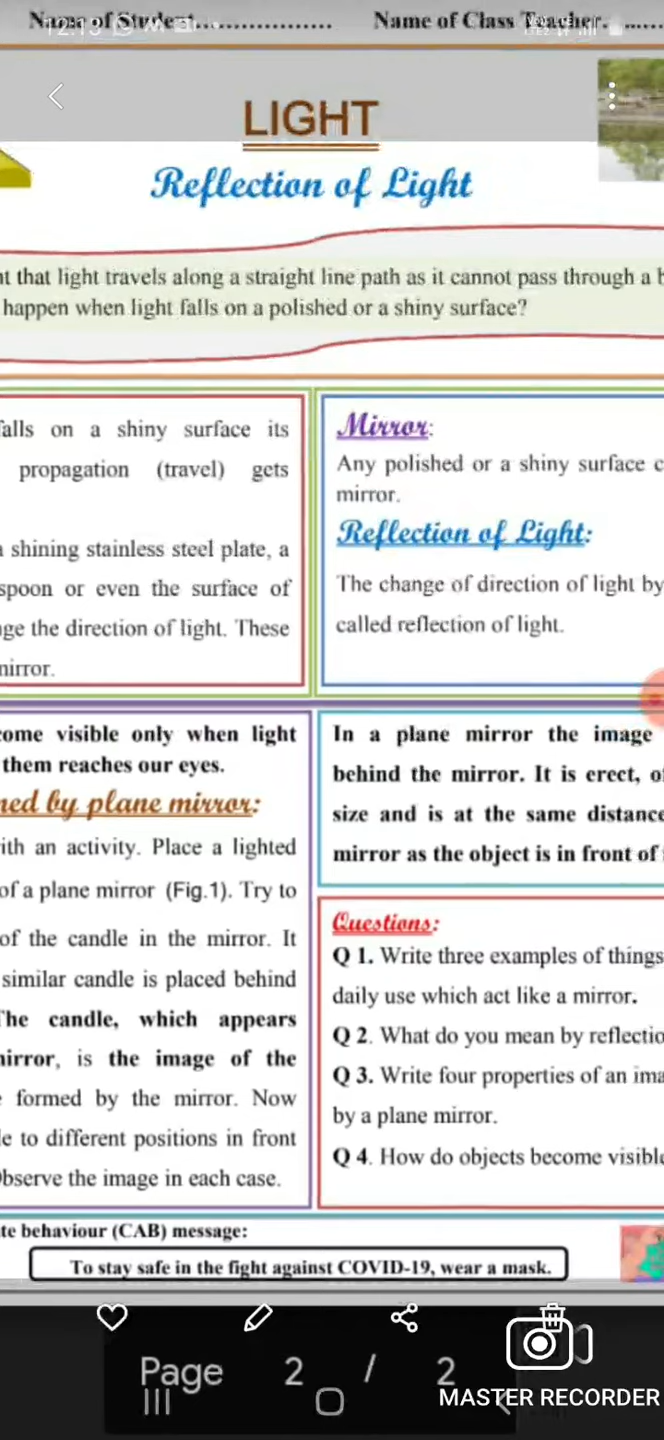 Name of Student................... Name of Class Teacher.
12:13
LIGHT
Reflection of Light
that light travels along a straight line path as it cannot pass through a
happen when light falls on a polished or a shiny surface?
falls on a shiny surface its
propagation (travel) gets
shining stainless steel plate, a
spoon or even the surface of
the direction of light. These
mirror.
Mirror:
Any polished or a shiny surface
mirror.
Reflection of Light:
The change of direction of light by
called reflection of light.
visible only when light
them reaches our eyes.
by plane mirror:
with an activity. Place a lighted
of a plane mirror (Fig.1). Try to
of the candle in the mirror. It
similar candle is placed behind
The candle, which appears
mirror, is the image of the
formed by the mirror. Now
to different positions in front
Observe the image in each case.
In a plane mirror the image
behind the mirror. It is erect,
size and is at the same distance
mirror as the object is in front of
Questions:
Q 1. Write three examples of things
daily use which act like a mirror.
Q 2. What do you mean by reflectio
Q 3. Write four properties of an ima
by a plane mirror.
Q 4. How do objects become visible
te behaviour (CAB) message:
To stay safe in the fight against COVID-19, wear a mask.
Page 2 / 2
MASTER RECORDER